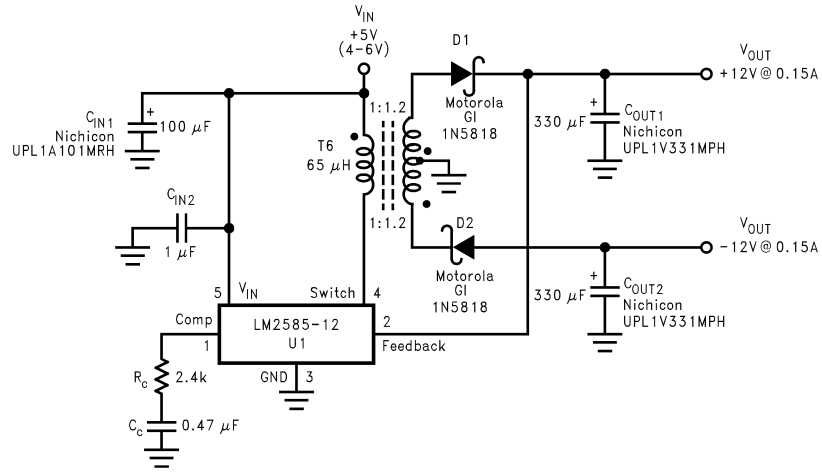 VIN
+5V
(4-6V)
D1
VOUT
+12V@0.15A
CIN1
Nichicon
UPL1A101MRH
+
100 μF
1:1.2
Motorola
GI
1N5818
+
330 μF
COUT1
Nichicon
UPL1V331MPH
T6
65 μH
CIN2
1 μF
1:1.2
D2
Motorola
GI
1N5818
VOUT
-12V@0.15A
+
330 μF
COUT2
Nichicon
UPL1V331MPH
5
VIN
Switch
4
Comp
1
LM2585-12
U1
2
Feedback
GND
3
RC
2.4k
CC
0.47 μF